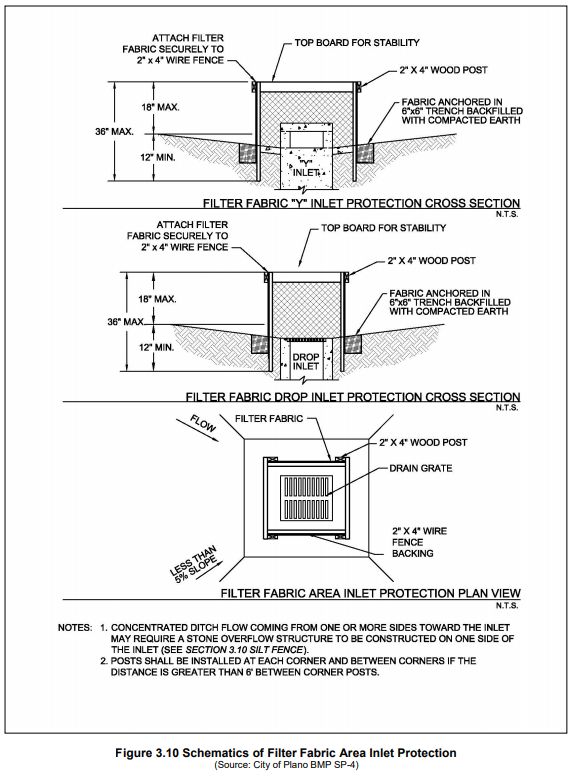 ATTACH FILTER
FABRIC SECURELY TO
2" x 4" WIRE FENCE
TOP BOARD FOR STABILITY
2" X 4" WOOD POST
18" MAX.
FABRIC ANCHORED IN
6"x6" TRENCH BACKFILLED
WITH COMPACTED EARTH
36" MAX.
12" MIN.
"Y"
INLET
FILTER FABRIC "Y" INLET PROTECTION CROSS SECTION
N.T.S.
ATTACH FILTER
FABRIC SECURELY TO
2" x 4" WIRE FENCE
TOP BOARD FOR STABILITY
2" X 4" WOOD POST
18" MAX.
FABRIC ANCHORED IN
6"x6" TRENCH BACKFILLED
WITH COMPACTED EARTH
36" MAX.
12" MIN.
DROP
INLET
FILTER FABRIC DROP INLET PROTECTION CROSS SECTION
N.T.S.
FLOW
FILTER FABRIC
2" X 4" WOOD POST
DRAIN GRATE
2" X 4" WIRE
FENCE
BACKING
LESS THAN
5% SLOPE
FILTER FABRIC AREA INLET PROTECTION PLAN VIEW
N.T.S.
NOTES: 1. CONCENTRATED DITCH FLOW COMING FROM ONE OR MORE SIDES TOWARD THE INLET
MAY REQUIRE A STONE OVERFLOW STRUCTURE TO BE CONSTRUCTED ON ONE SIDE OF
THE INLET (SEE SECTION 3.10 SILT FENCE).
2. POSTS SHALL BE INSTALLED AT EACH CORNER AND BETWEEN CORNERS IF THE
DISTANCE IS GREATER THAN 6' BETWEEN CORNER POSTS.
Figure 3.10 Schematics of Filter Fabric Area Inlet Protection
(Source: City of Plano BMP SP-4)